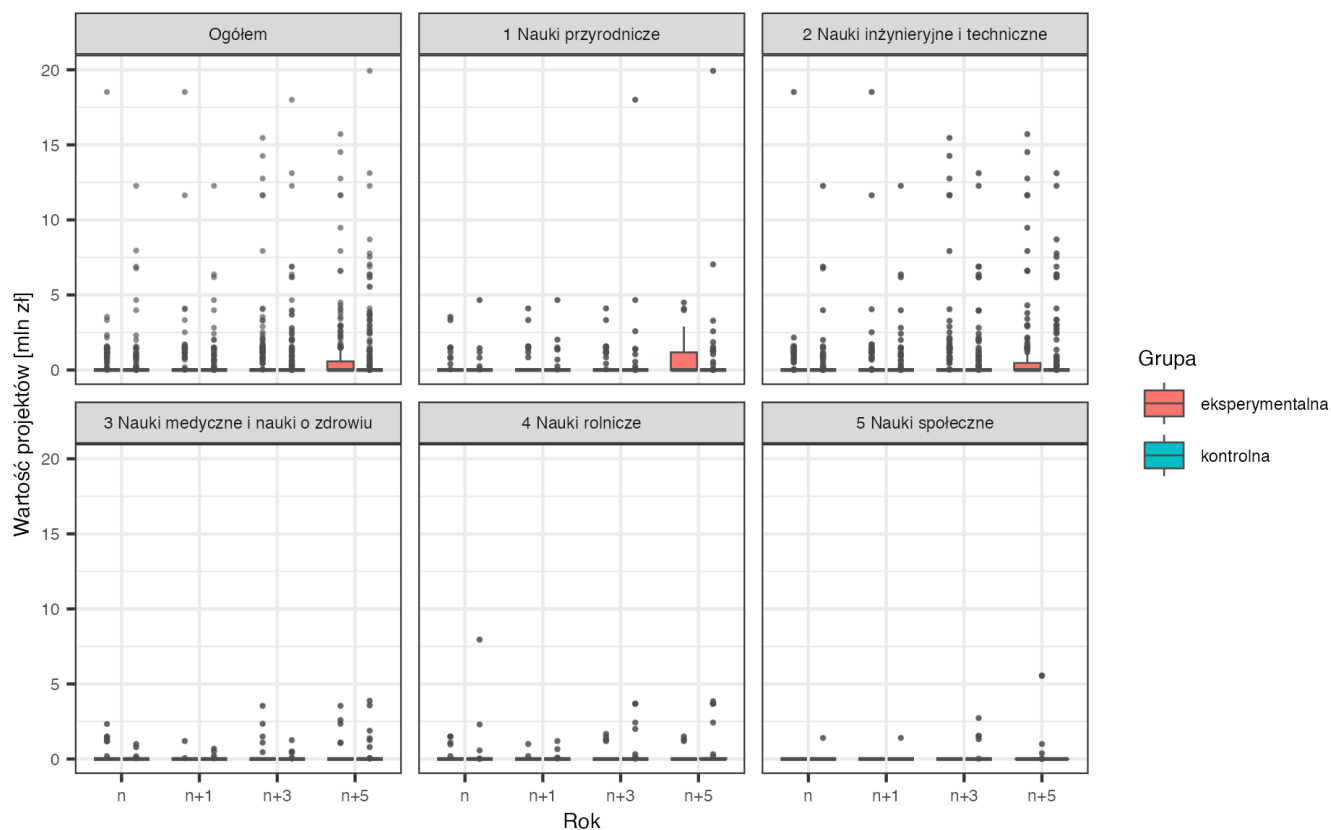 Ogółem
1 Nauki przyrodnicze
2 Nauki inżynieryjne i techniczne
20
15
10
5
0
3 Nauki medyczne i nauki o zdrowiu
4 Nauki rolnicze
5 Nauki społeczne
20
15
10
5
0
n n+1 n+3 n+5
n n+1 n+3 n+5
n n+1 n+3 n+5
Rok
Wartość projektów [mln zł]
Grupa
eksperymentalna
kontrolna